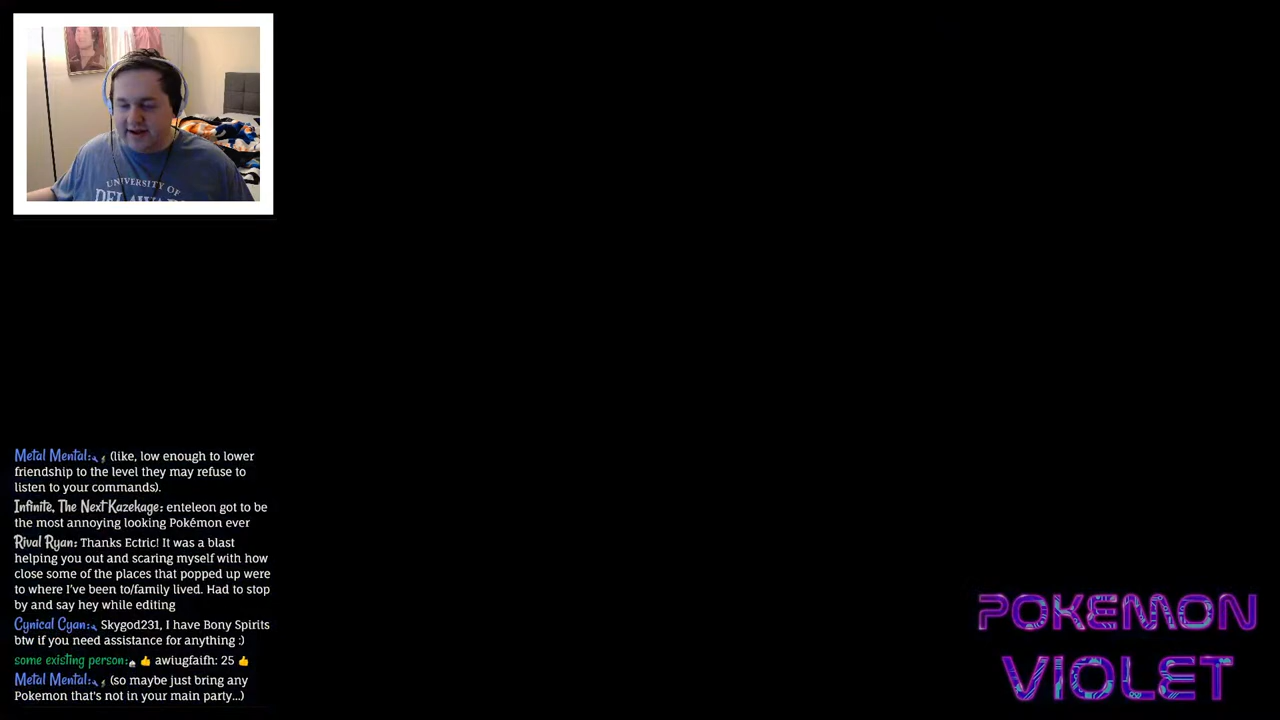 UNIVERSITY OF
DELAWARE
Metal Mental: (like, low enough to lower
friendship to the level they may refuse to
listen to your commands).
Infinite, The Next Kazekage: enteleon got to be
the most annoying looking Pokémon ever
Rival Ryan: Thanks Ectric! It was a blast
helping you out and scaring myself with how
close some of the places that popped up were
to where I've been to/family lived. Had to stop
by and say hey while editing
Cynical Cyan: Skygod231, I have Bony Spirits
btw if you need assistance for anything :)
some existing person: 👍 awiugfaifh: 25 👍
Metal Mental: (so maybe just bring any
Pokemon that's not in your main party...)
POKEMON
VIOLET